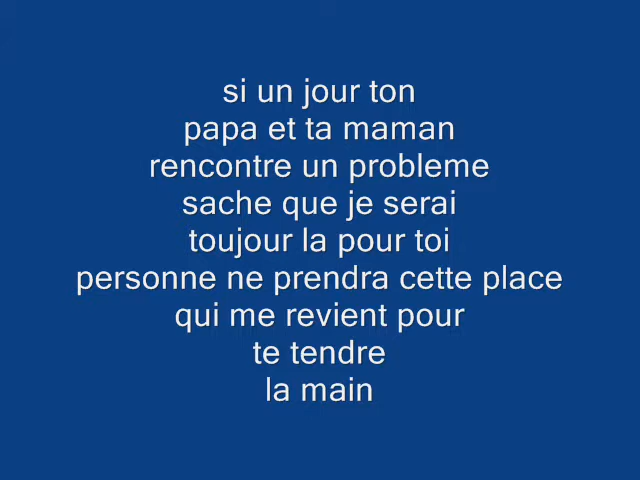 si un jour ton
papa et ta maman
rencontre un probleme
sache que je serai
toujour la pour toi
personne ne prendra cette place
qui me revient pour
te tendre
la main